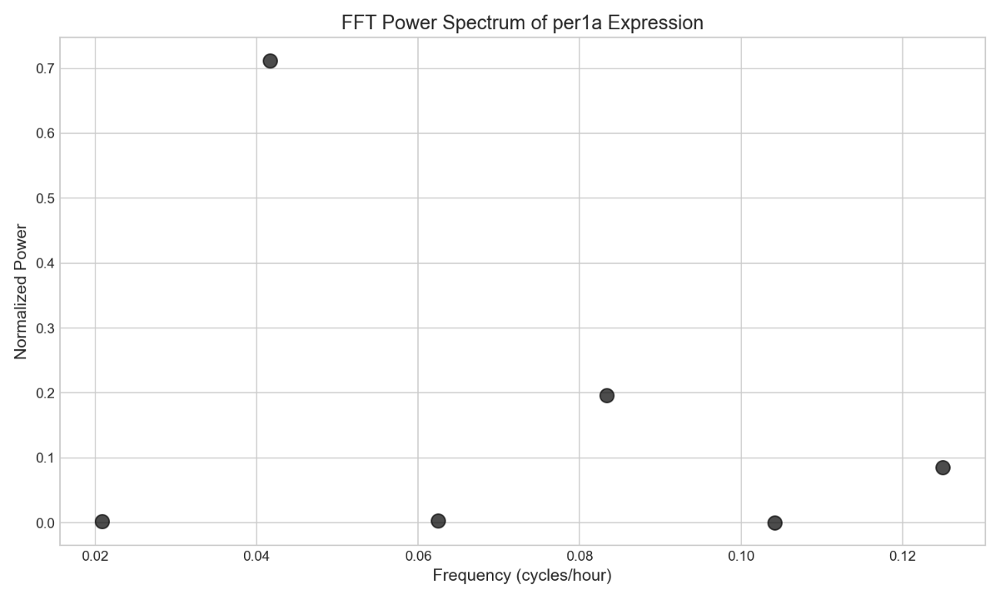 FFT Power Spectrum of per1a Expression
0.7
0.6
0.5
0.4
0.3
0.2
0.1
0.0
Normalized Power
0.02 0.04 0.06 0.08 0.10 0.12
Frequency (cycles/hour)